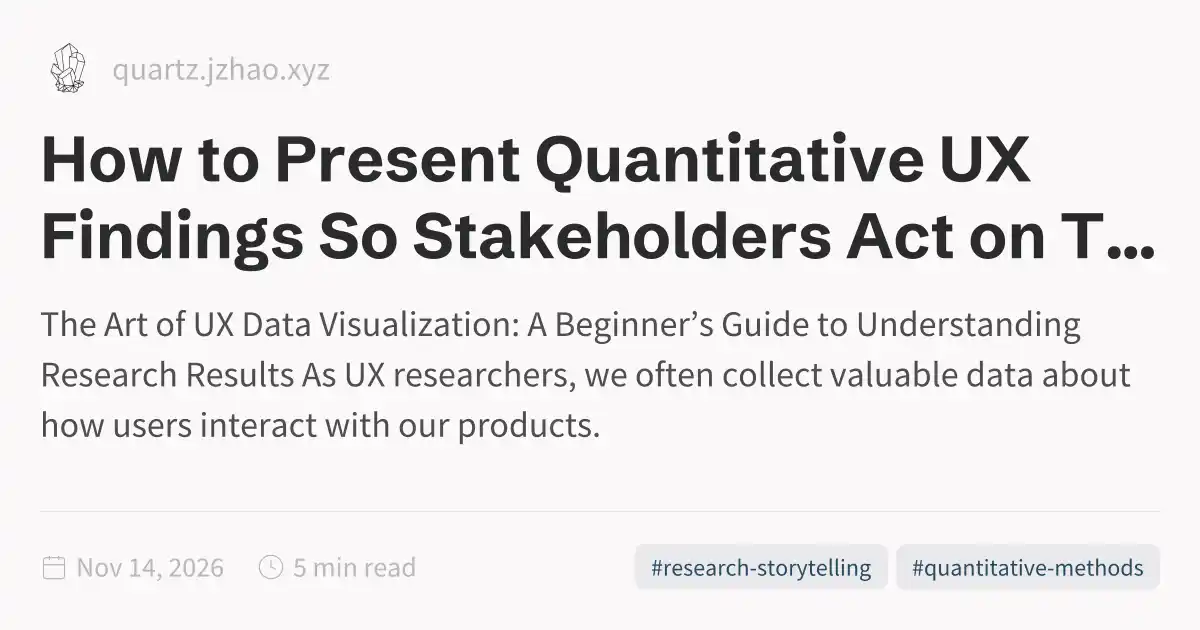 quartz.jzhao.xyz
How to Present Quantitative UX
Findings So Stakeholders Act on T...
The Art of UX Data Visualization: A Beginner’s Guide to Understanding
Research Results As UX researchers, we often collect valuable data about
how users interact with our products.
Nov 14, 2026 5 min read #research-storytelling #quantitative-methods